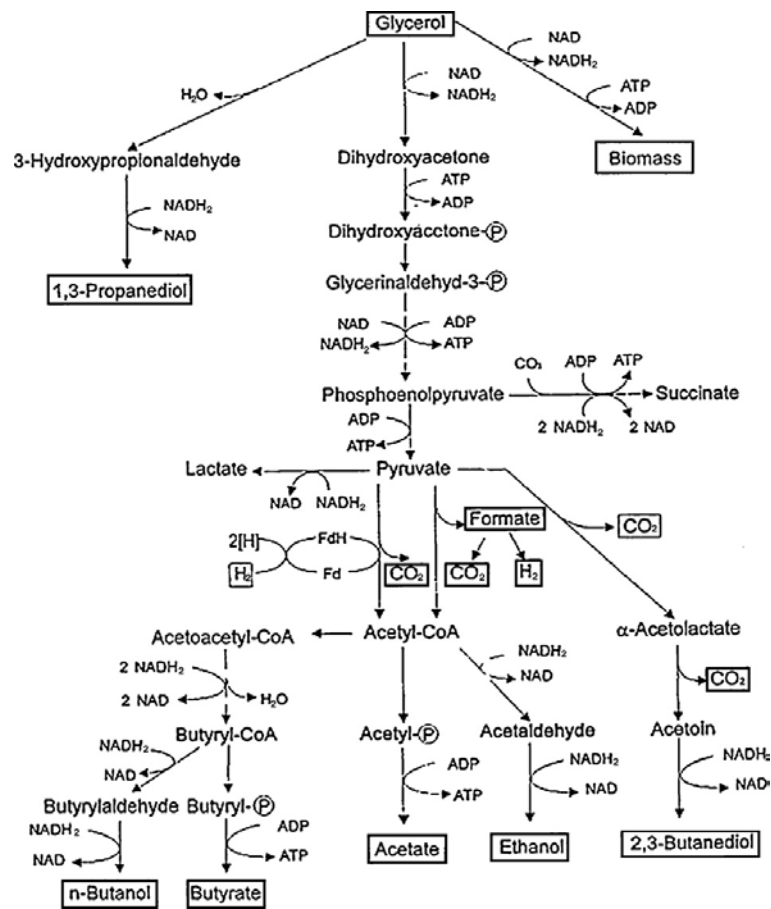 Glycerol
NAD
NADH₂
ATP
ADP
Biomass
NAD
NADH₂
H₂O
3-Hydroxypropionaldehyde
NADH₂
NAD
1,3-Propanediol
Dihydroxyacetone
ATP
ADP
Dihydroxyacctone-P
Glycerinaldehyd-3-P
NAD
NADH₂
ADP
ATP
Phosphoenolpyruvate
CO₂
ADP
ATP
2 NADH₂
2 NAD
Succinate
ADP
ATP
Lactate
Pyruvate
NAD
NADH₂
2[H]
H₂
FdH
Fd
CO₂
Formate
CO₂
H₂
CO₂
Acetoacetyl-CoA
Acetyl-CoA
α-Acetolactate
2 NADH₂
2 NAD
H₂O
NADH₂
NAD
CO₂
Butyryl-CoA
Acetyl-P
Acetaldehyde
Acetoin
NADH₂
NAD
Butyrylaldehyde
Butyryl-P
ADP
ATP
NADH₂
NAD
NADH₂
NAD
NADH₂
NAD
ADP
ATP
n-Butanol
Butyrate
Acetate
Ethanol
2,3-Butanediol